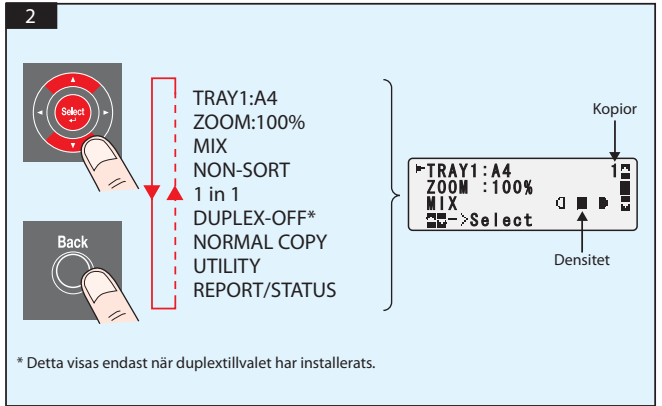 2
Select
Back
TRAY1:A4
ZOOM:100%
MIX
NON-SORT
1 in 1
DUPLEX-OFF*
NORMAL COPY
UTILITY
REPORT/STATUS
Kopior
TRAY1:A4 1
ZOOM :100%
MIX
->Select
Densitet
* Detta visas endast när duplextillvalet har installerats.